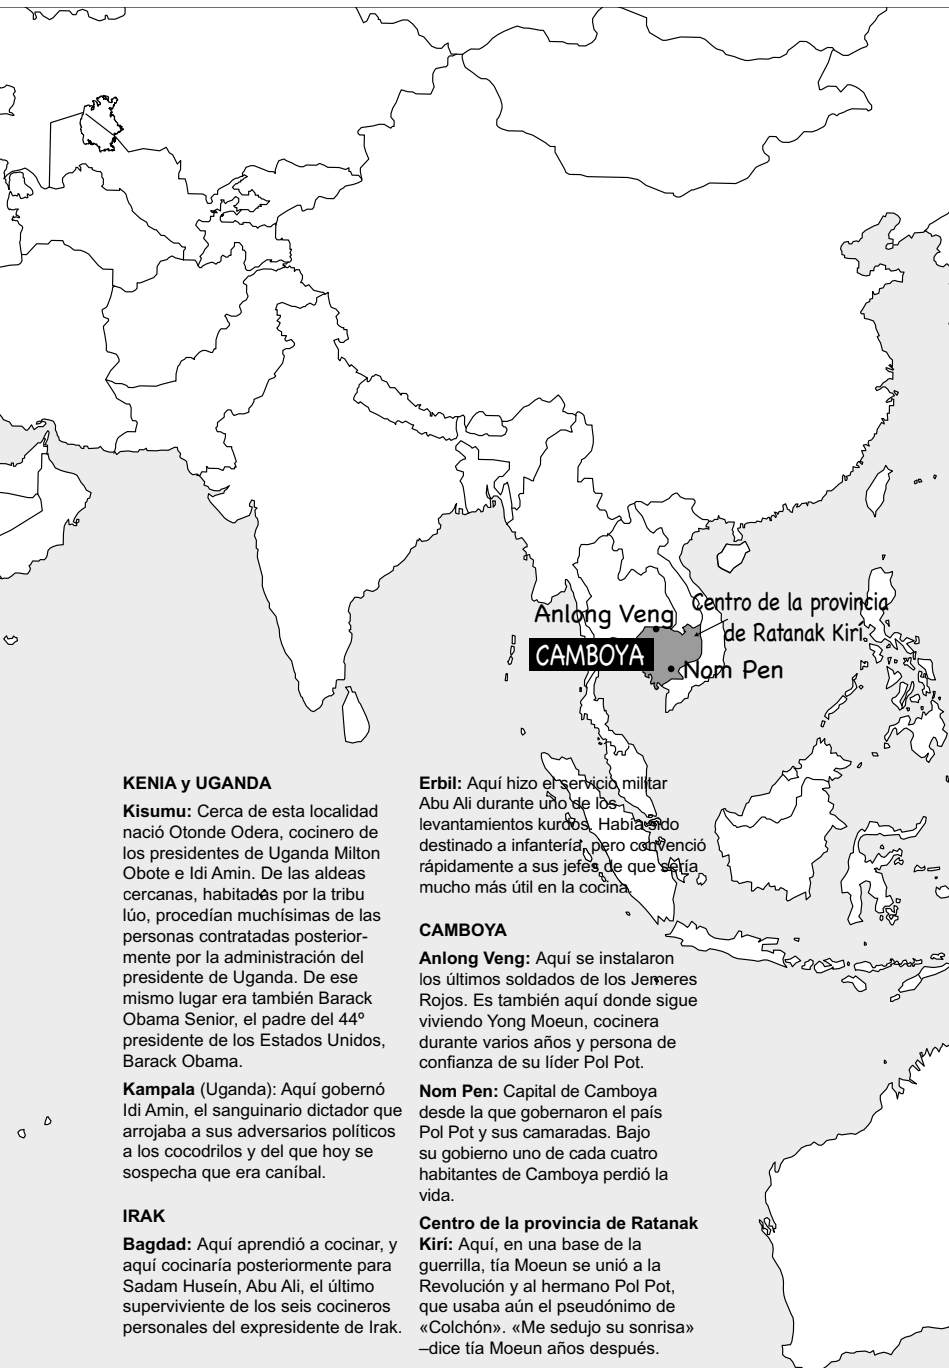 Anlong Veng
Centro de la provincia
de Ratanak Kirí
CAMBOYA
Nom Pen
KENIA y UGANDA
Kisumu: Cerca de esta localidad
nació Otonde Odera, cocinero de
los presidentes de Uganda Milton
Obote e Idi Amin. De las aldeas
cercanas, habitadas por la tribu
lúo, procedían muchísimas de las
personas contratadas posterior-
mente por la administración del
presidente de Uganda. De ese
mismo lugar era también Barack
Obama Senior, el padre del 44º
presidente de los Estados Unidos,
Barack Obama.
Kampala (Uganda): Aquí gobernó
Idi Amin, el sanguinario dictador que
arrojaba a sus adversarios políticos
a los cocodrilos y del que hoy se
sospecha que era caníbal.
IRAK
Bagdad: Aquí aprendió a cocinar, y
aquí cocinaría posteriormente para
Sadam Huseín, Abu Ali, el último
superviviente de los seis cocineros
personales del expresidente de Irak.
Erbil: Aquí hizo el servicio militar
Abu Ali durante uno de los
levantamientos kurdos. Había sido
destinado a infantería, pero convenció
rápidamente a sus jefes de que sería
mucho más útil en la cocina.
CAMBOYA
Anlong Veng: Aquí se instalaron
los últimos soldados de los Jemeres
Rojos. Es también aquí donde sigue
viviendo Yong Moeun, cocinera
durante varios años y persona de
confianza de su líder Pol Pot.
Nom Pen: Capital de Camboya
desde la que gobernaron el país
Pol Pot y sus camaradas. Bajo
su gobierno uno de cada cuatro
habitantes de Camboya perdió la
vida.
Centro de la provincia de Ratanak
Kirí: Aquí, en una base de la
guerrilla, tía Moeun se unió a la
Revolución y al hermano Pol Pot,
que usaba aún el pseudónimo de
«Colchón». «Me sedujo su sonrisa»
–dice tía Moeun años después.